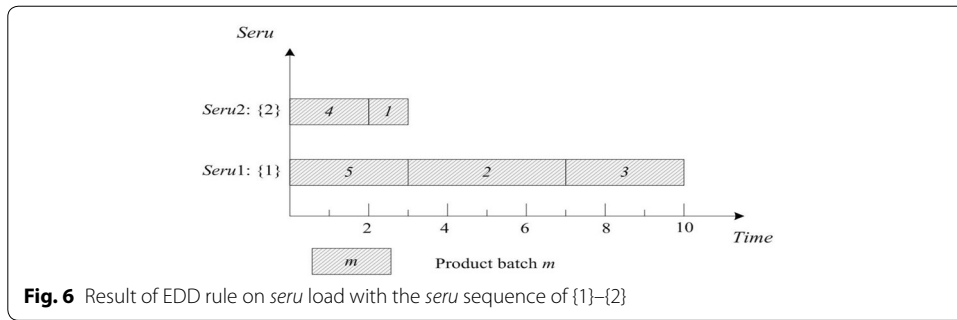 Seru
Seru2: {2}
4 1
Seru1: {1}
5 2 3
2 4 6 8 10
Time
m Product batch m
Fig. 6 Result of EDD rule on seru load with the seru sequence of {1}–{2}